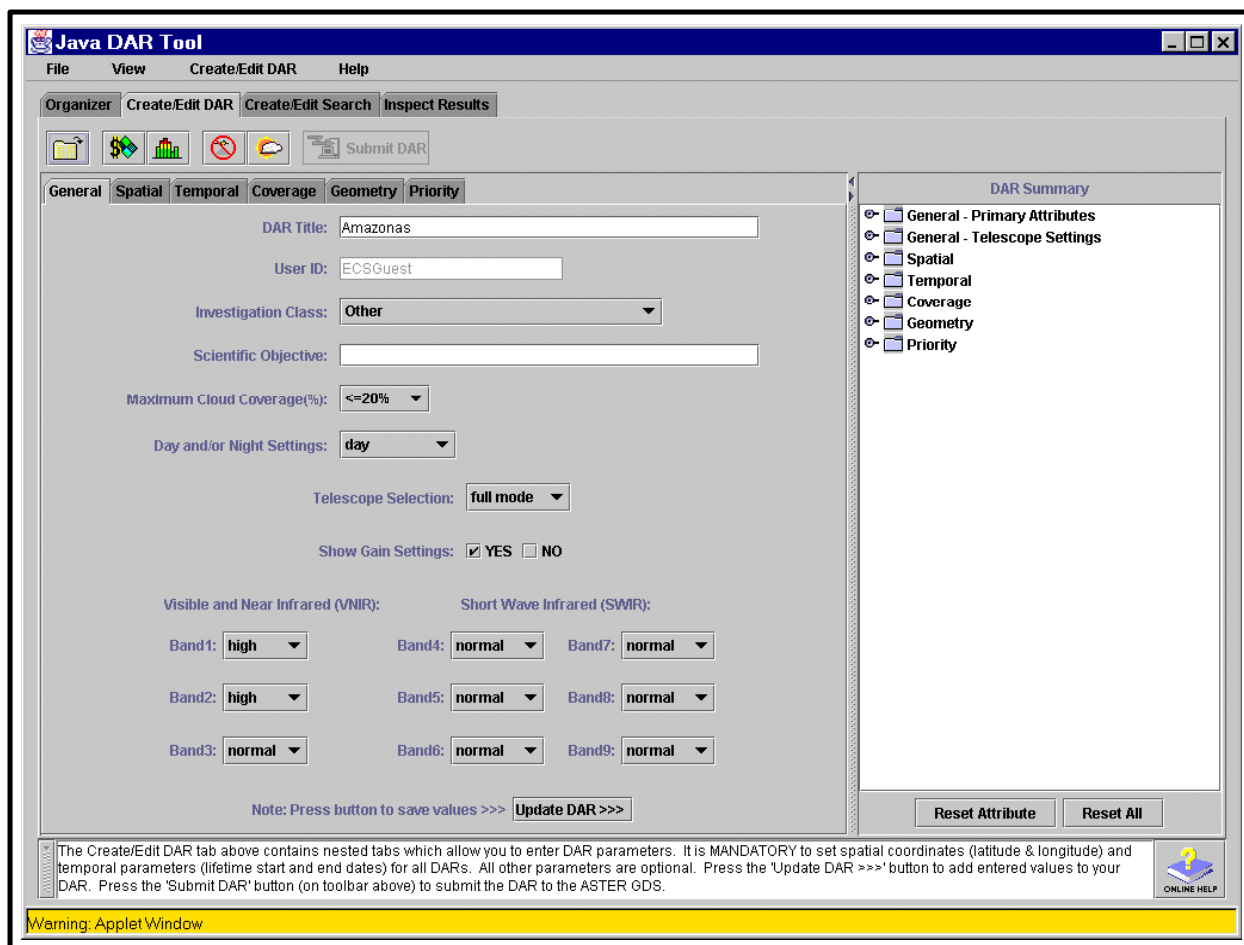 Java DAR Tool
File View Create/Edit DAR Help
Organizer Create/Edit DAR Create/Edit Search Inspect Results
Submit DAR
General Spatial Temporal Coverage Geometry Priority
DAR Title: Amazonas
User ID: ECSGuest
Investigation Class: Other
Scientific Objective:
Maximum Cloud Coverage(%): <=20%
Day and/or Night Settings: day
Telescope Selection: full mode
Show Gain Settings: YES NO
Visible and Near Infrared (VNIR): Short Wave Infrared (SWIR):
Band1: high Band4: normal Band7: normal
Band2: high Band5: normal Band8: normal
Band3: normal Band6: normal Band9: normal
Note: Press button to save values >>> Update DAR >>>
DAR Summary
General - Primary Attributes
General - Telescope Settings
Spatial
Temporal
Coverage
Geometry
Priority
Reset Attribute Reset All
The Create/Edit DAR tab above contains nested tabs which allow you to enter DAR parameters. It is MANDATORY to set spatial coordinates (latitude & longitude) and
temporal parameters (lifetime start and end dates) for all DARs. All other parameters are optional. Press the 'Update DAR >>>' button to add entered values to your
DAR. Press the 'Submit DAR' button (on toolbar above) to submit the DAR to the ASTER GDS.
ONLINE HELP
Warning: Applet Window